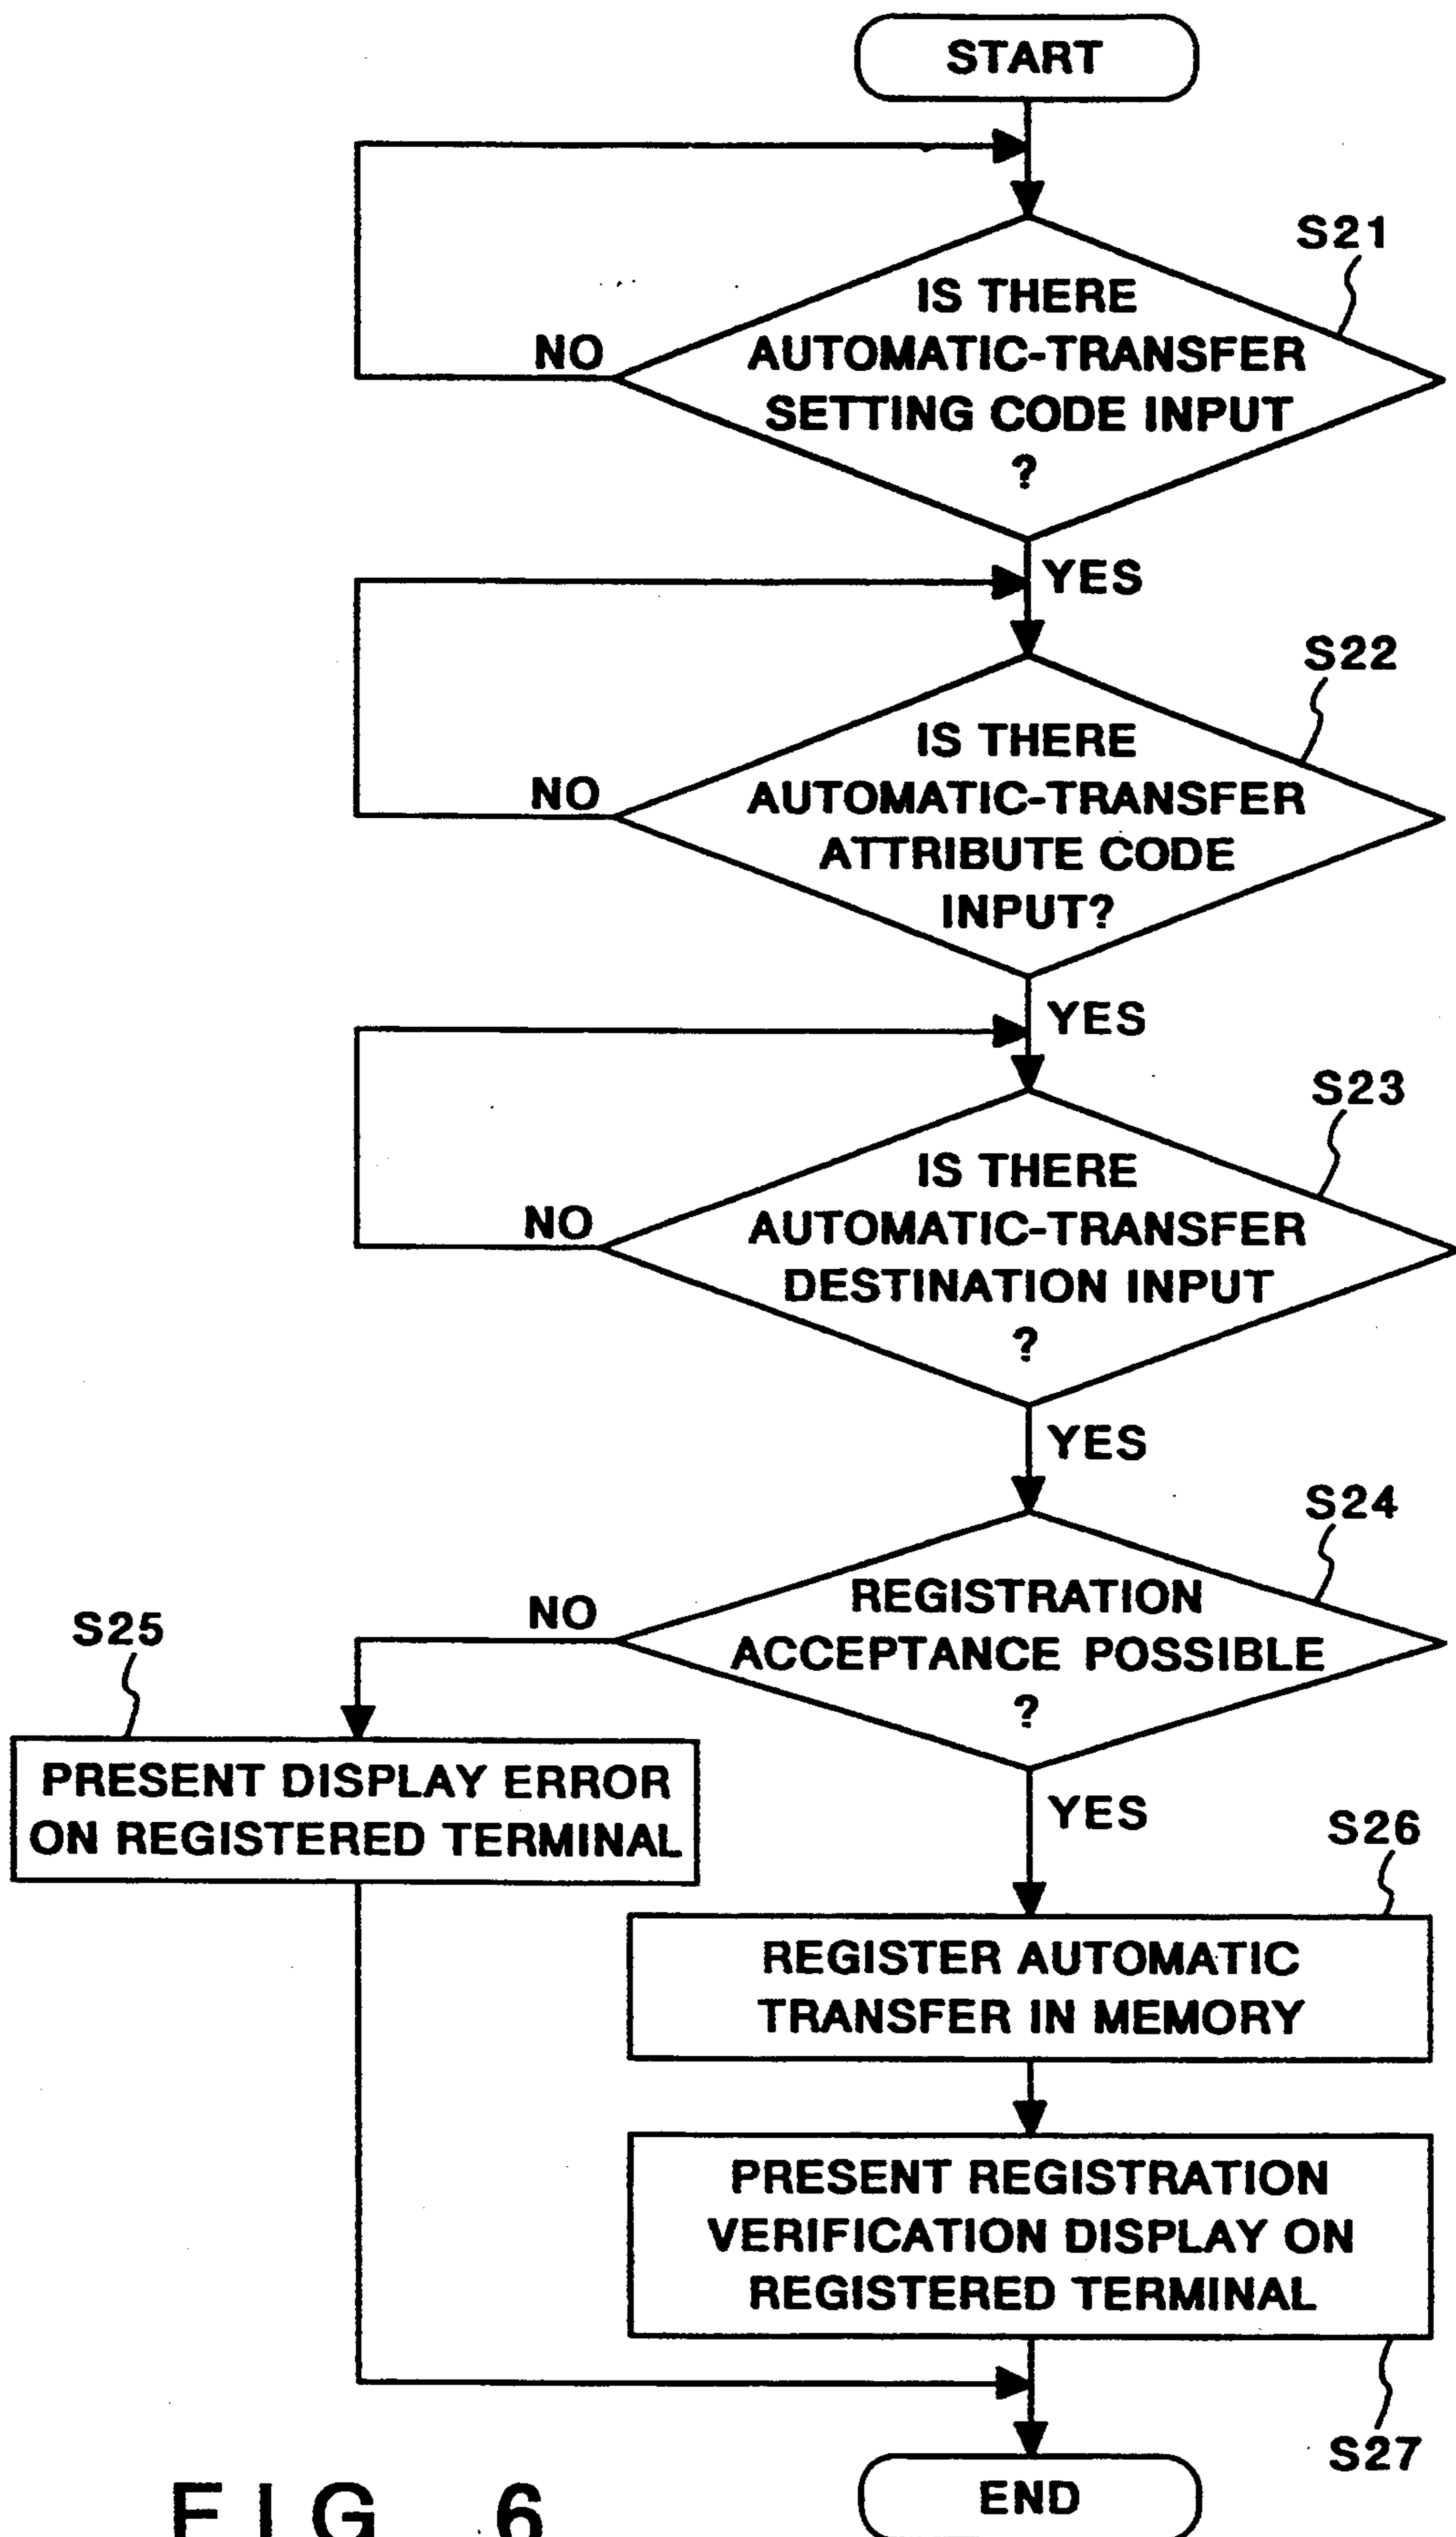 START
S21
IS THERE
AUTOMATIC-TRANSFER
SETTING CODE INPUT
?
NO
YES
S22
IS THERE
AUTOMATIC-TRANSFER
ATTRIBUTE CODE
INPUT?
NO
YES
S23
IS THERE
AUTOMATIC-TRANSFER
DESTINATION INPUT
?
NO
YES
S24
REGISTRATION
ACCEPTANCE POSSIBLE
?
NO
S25
PRESENT DISPLAY ERROR
ON REGISTERED TERMINAL
YES
S26
REGISTER AUTOMATIC
TRANSFER IN MEMORY
PRESENT REGISTRATION
VERIFICATION DISPLAY ON
REGISTERED TERMINAL
S27
END
FIG. 6